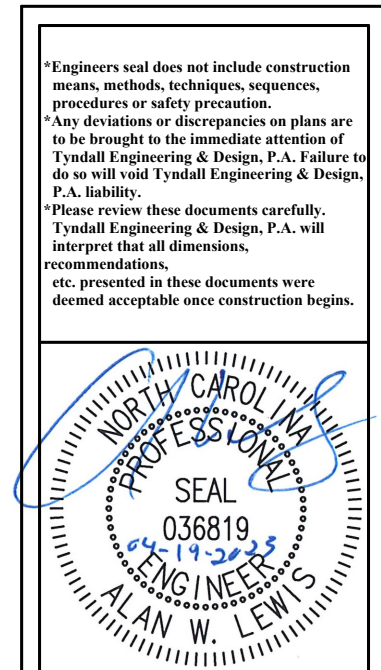 *Engineers seal does not include construction
means, methods, techniques, sequences,
procedures or safety precaution.
*Any deviations or discrepancies on plans are
to be brought to the immediate attention of
Tyndall Engineering & Design, P.A. Failure to
do so will void Tyndall Engineering & Design,
P.A. liability.
*Please review these documents carefully.
Tyndall Engineering & Design, P.A. will
interpret that all dimensions,
recommendations,
etc. presented in these documents were
deemed acceptable once construction begins.
NORTH CAROLINA
PROFESSIONAL
SEAL
036819
04-19-2023
ENGINEER
ALAN W. LEWIS